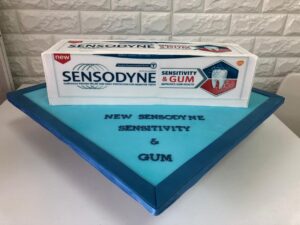 new
SENSODYNE
SENSITIVITY
& GUM
NEW SENSODYNE
SENSITIVITY
&
GUM